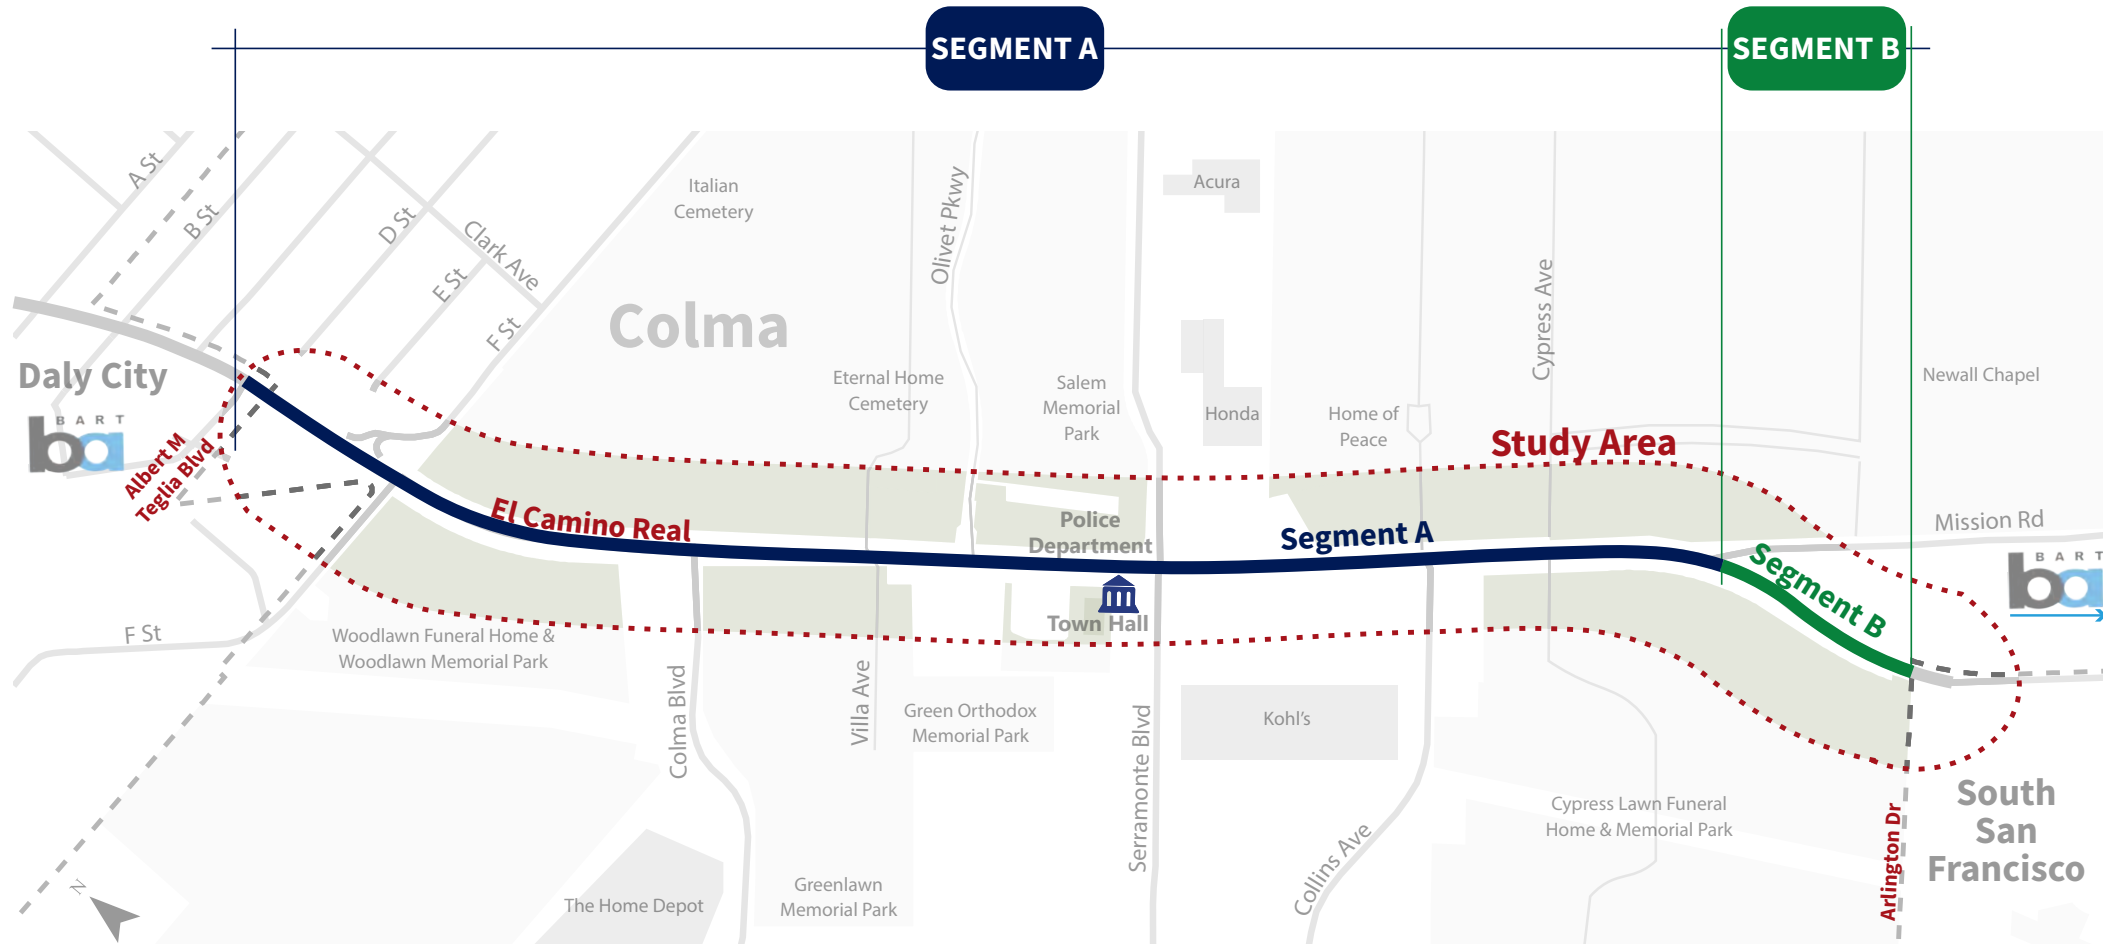 SEGMENT A
SEGMENT B
A St
B St
D St
Clark Ave
E St
F St
Italian
Cemetery
Olivet Pkwy
Acura
Colma
Cypress Ave
Daly City
BART
ba
Albert M
Teglia Blvd
Eternal Home
Cemetery
Salem
Memorial
Park
Honda
Home of
Peace
Study Area
Newall Chapel
El Camino Real
Police
Department
Segment A
Mission Rd
Segment B
BART
ba
Town Hall
F St
Woodlawn Funeral Home &
Woodlawn Memorial Park
Colma Blvd
Villa Ave
Green Orthodox
Memorial Park
Serramonte Blvd
Kohl's
Collins Ave
Cypress Lawn Funeral
Home & Memorial Park
Arlington Dr
South
San
Francisco
N
The Home Depot
Greenlawn
Memorial Park